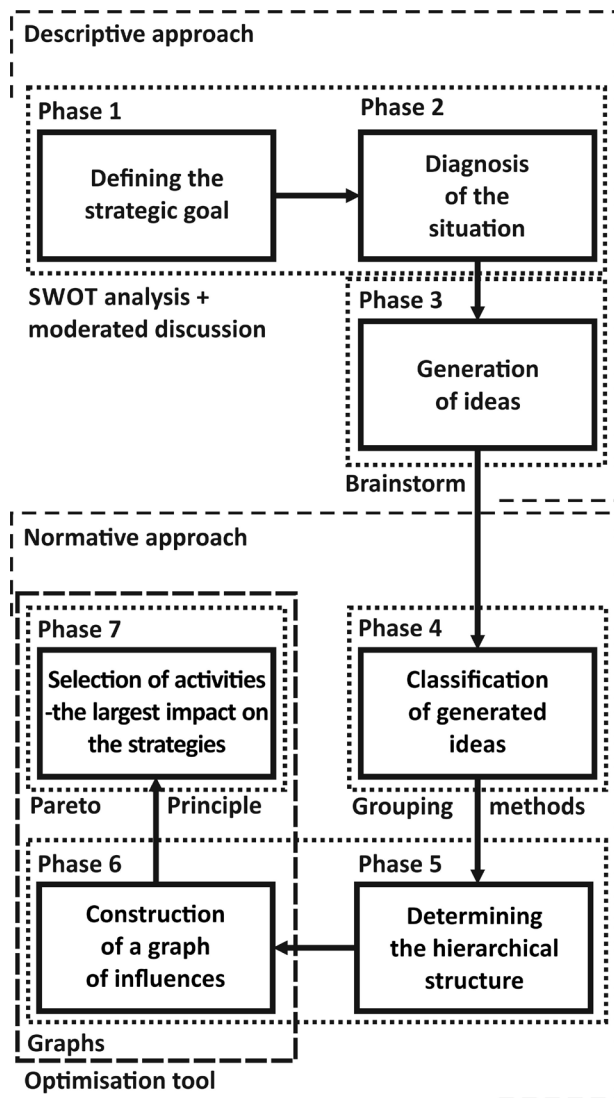 Descriptive approach
Phase 1
Defining the
strategic goal
Phase 2
Diagnosis
of the
situation
SWOT analysis +
moderated discussion
Phase 3
Generation
of ideas
Brainstorm
Normative approach
Phase 7
Selection of activities
-the largest impact on
the strategies
Pareto Principle
Phase 4
Classification
of generated
ideas
Grouping methods
Phase 6
Construction
of a graph
of influences
Phase 5
Determining
the hierarchical
structure
Graphs
Optimisation tool